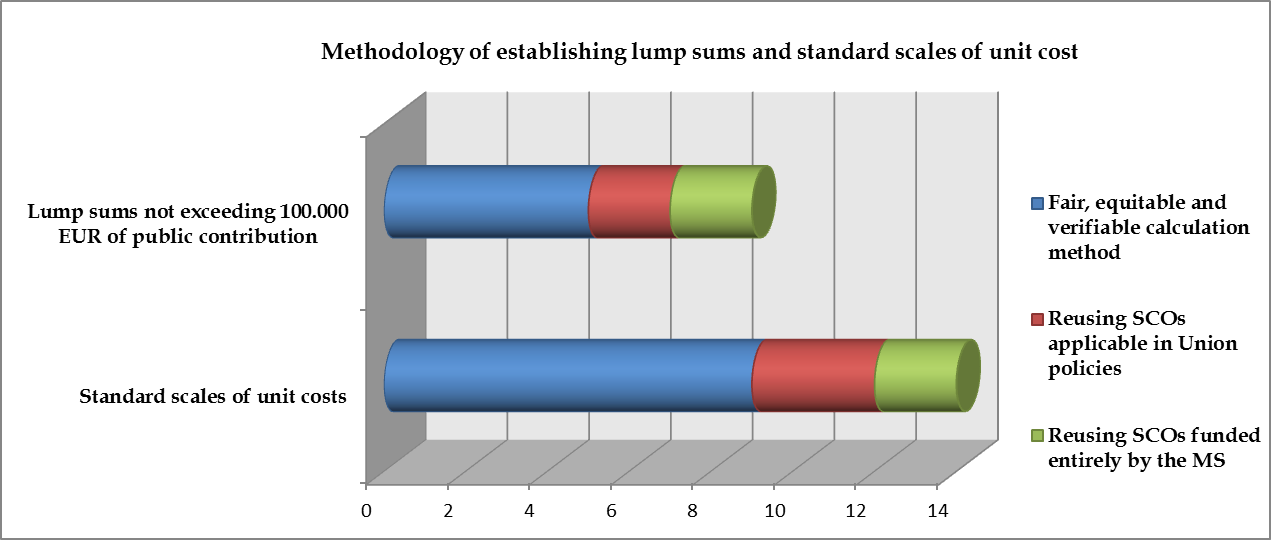 Methodology of establishing lump sums and standard scales of unit cost
Lump sums not exceeding 100.000
EUR of public contribution
Standard scales of unit costs
0 2 4 6 8 10 12 14
Fair, equitable and
verifiable calculation
method
Reusing SCOs
applicable in Union
policies
Reusing SCOs funded
entirely by the MS